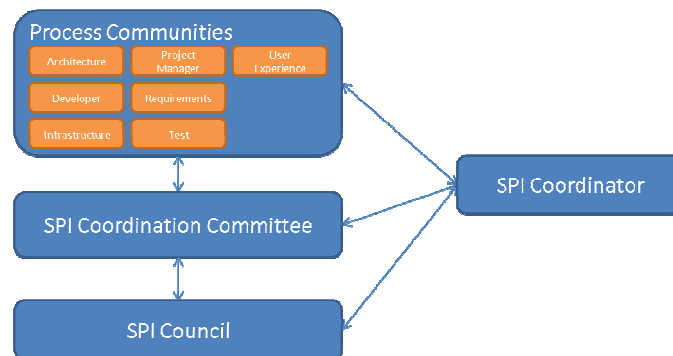 Process Communities
Architecture
Project
Manager
User
Experience
Developer
Requirements
Infrastructure
Test
SPI Coordinator
SPI Coordination Committee
SPI Council